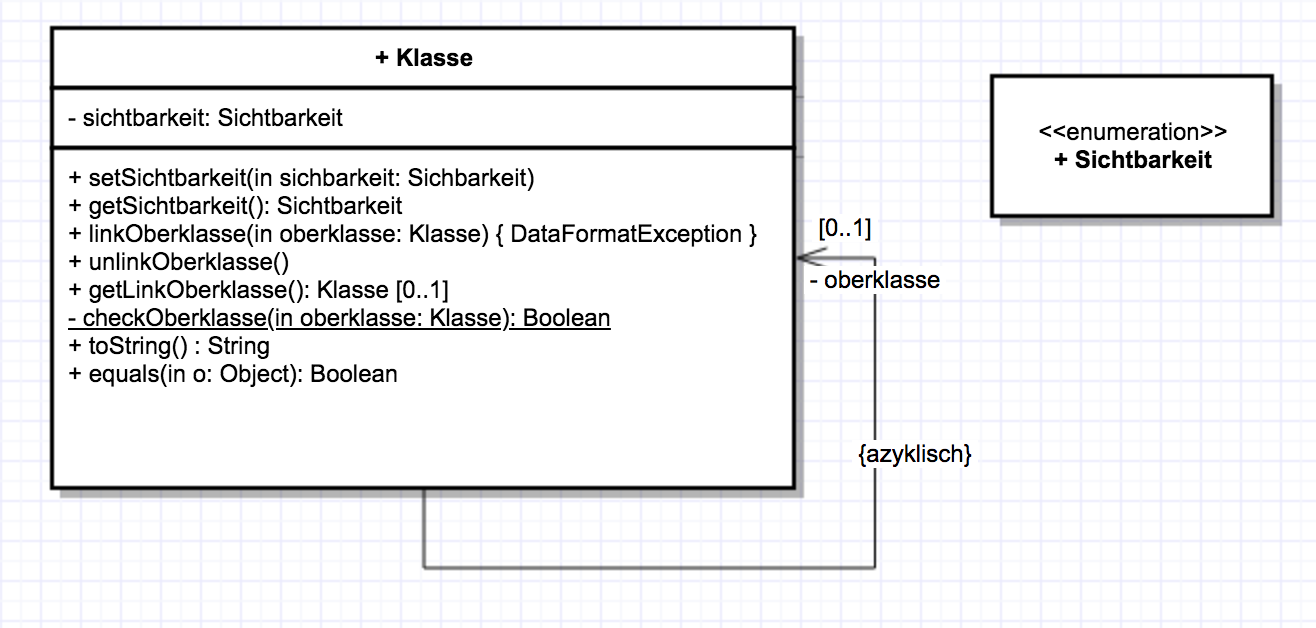 + Klasse
- sichtbarkeit: Sichtbarkeit
+ setSichtbarkeit(in sichbarkeit: Sichbarkeit)
+ getSichtbarkeit(): Sichtbarkeit
+ linkOberklasse(in oberklasse: Klasse) { DataFormatException }
+ unlinkOberklasse()
+ getLinkOberklasse(): Klasse [0..1]
- checkOberklasse(in oberklasse: Klasse): Boolean
+ toString() : String
+ equals(in o: Object): Boolean
[0..1]
- oberklasse
{azyklisch}
<<enumeration>>
+ Sichtbarkeit